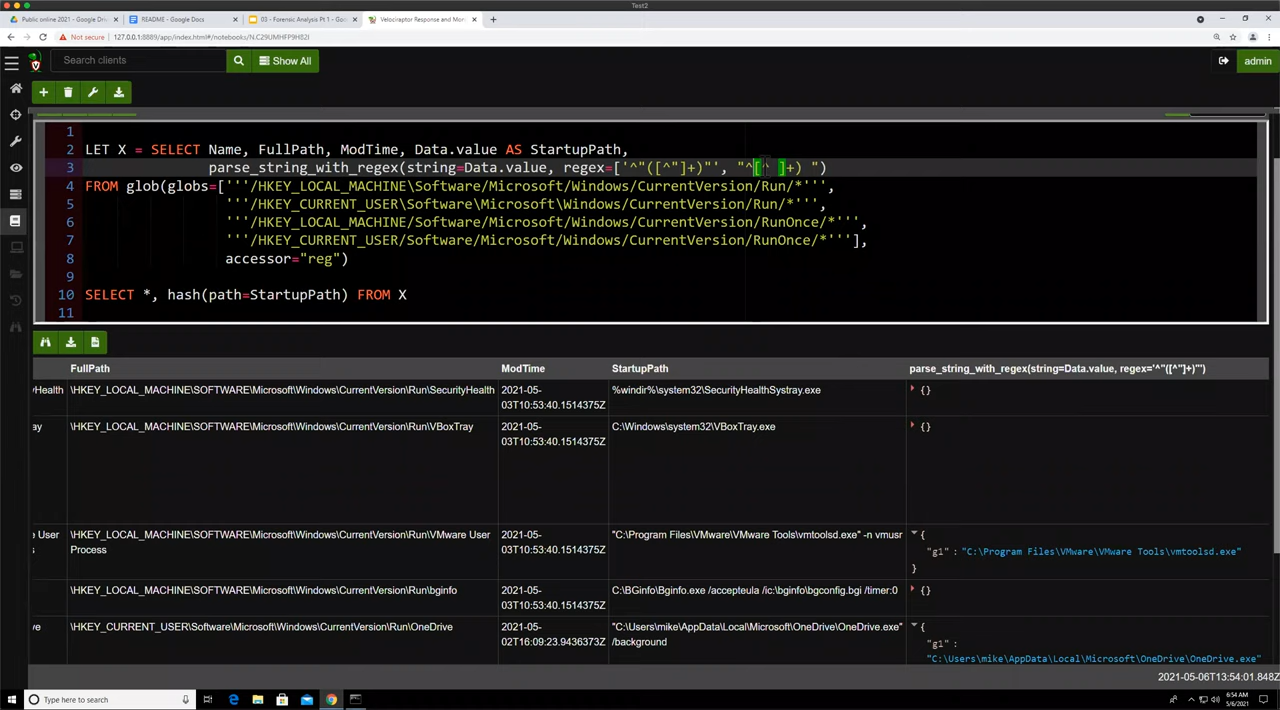 Test2
Public online 2021 - Google Driv
README - Google Docs
03 - Forensic Analysis Pt 1 - Goo
Velociraptor Response and Mon
Not secure | 127.0.0.1:8889/app/index.html#/notebooks/N.C29UMHFP9H82I
Search clients
Show All
admin
1
2 LET X = SELECT Name, FullPath, ModTime, Data.value AS StartupPath,
3 parse_string_with_regex(string=Data.value, regex=['^"([^"]+)"', "^[^ ]+) ")
4 FROM glob(globs=['''/HKEY_LOCAL_MACHINE\Software/Microsoft/Windows/CurrentVersion/Run/*''',
5 '''/HKEY_CURRENT_USER\Software/Microsoft/Windows/CurrentVersion/Run/*''',
6 '''/HKEY_LOCAL_MACHINE/Software/Microsoft/Windows/CurrentVersion/RunOnce/*''',
7 '''/HKEY_CURRENT_USER/Software/Microsoft/Windows/CurrentVersion/RunOnce/*'''],
8 accessor="reg")
9
10 SELECT *, hash(path=StartupPath) FROM X
11
FullPath ModTime StartupPath parse_string_with_regex(string=Data.value, regex='^"([^"]+)"')
yHealth \HKEY_LOCAL_MACHINE\SOFTWARE\Microsoft\Windows\CurrentVersion\Run\SecurityHealth 2021-05- %windir%\system32\SecurityHealthSystray.exe {}
03T10:53:40.1514375Z
ay \HKEY_LOCAL_MACHINE\SOFTWARE\Microsoft\Windows\CurrentVersion\Run\VBoxTray 2021-05- C:\Windows\system32\VBoxTray.exe {}
03T10:53:40.1514375Z
e User \HKEY_LOCAL_MACHINE\SOFTWARE\Microsoft\Windows\CurrentVersion\Run\VMware User 2021-05- "C:\Program Files\VMware\VMware Tools\vmtoolsd.exe" -n vmusr {
s Process 03T10:53:40.1514375Z "g1" : "C:\Program Files\VMware\VMware Tools\vmtoolsd.exe"
}
\HKEY_LOCAL_MACHINE\SOFTWARE\Microsoft\Windows\CurrentVersion\Run\bginfo 2021-05- C:\BGinfo\Bginfo.exe /accepteula /ic:\bginfo\bgconfig.bgi /timer:0 {}
03T10:53:40.1514375Z
ve \HKEY_CURRENT_USER\Software\Microsoft\Windows\CurrentVersion\Run\OneDrive 2021-05- "C:\Users\mike\AppData\Local\Microsoft\OneDrive\OneDrive.exe" {
02T16:09:23.9436373Z /background "g1" :
"C:\Users\mike\AppData\Local\Microsoft\OneDrive\OneDrive.exe"
2021-05-06T13:54:01.848Z
Type here to search
6:54 AM
5/6/2021